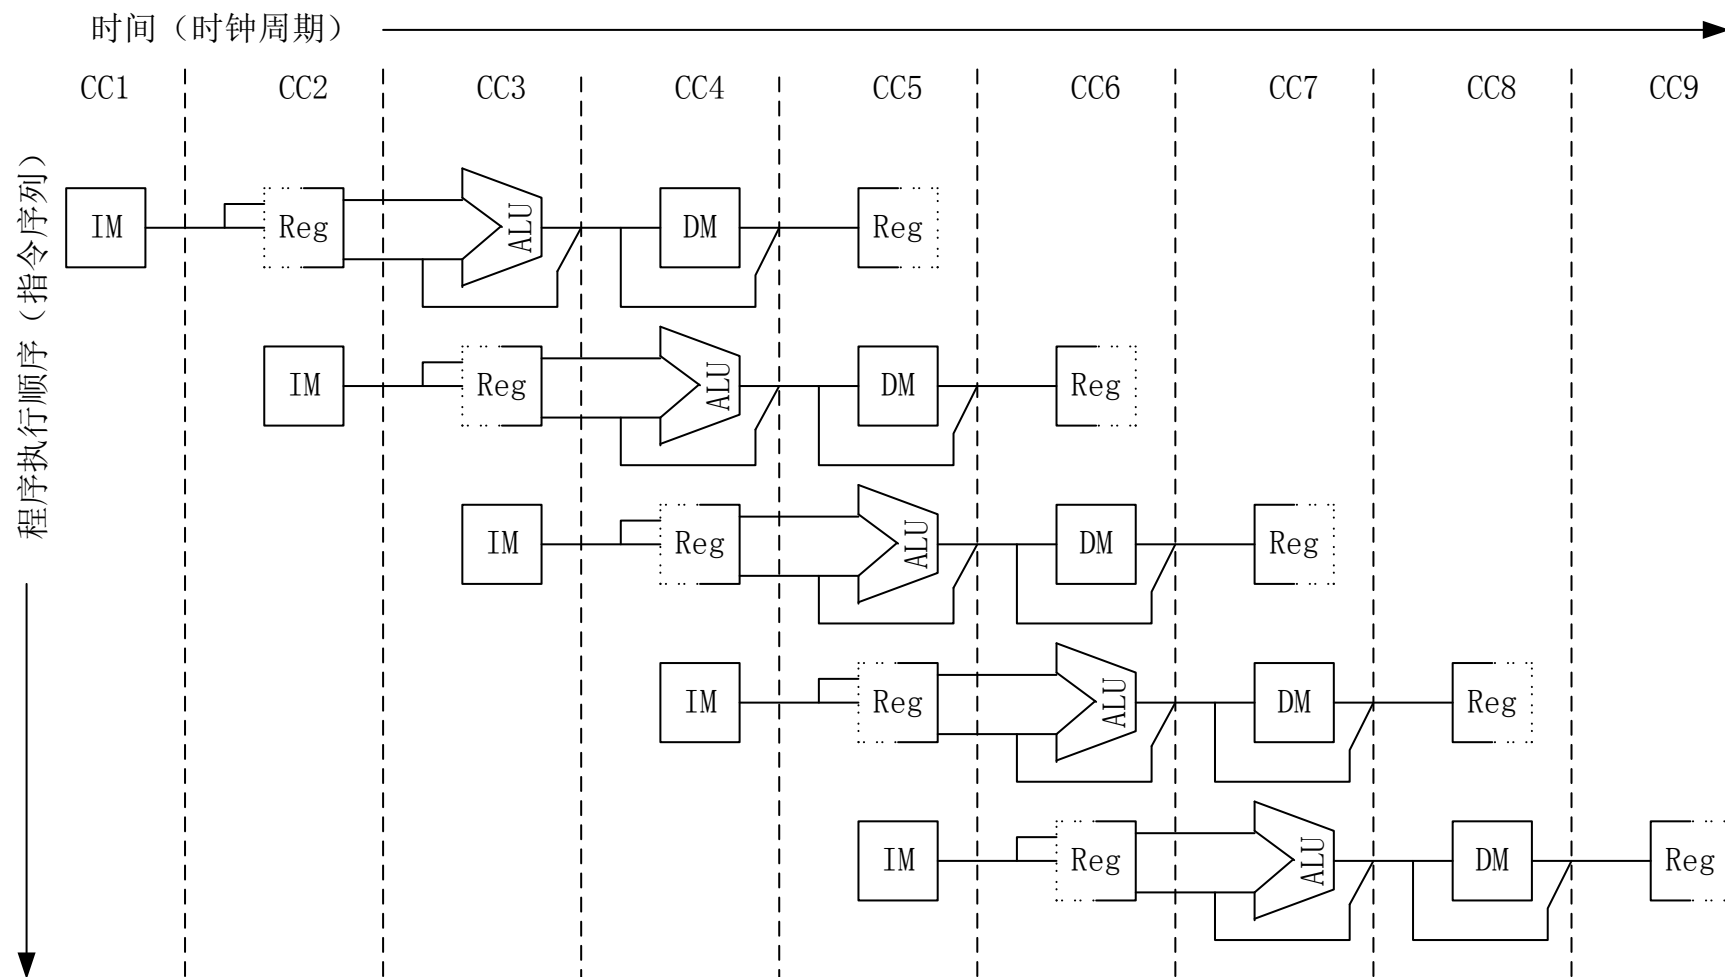 时间（时钟周期）
CC1 CC2 CC3 CC4 CC5 CC6 CC7 CC8 CC9
程序执行顺序（指令序列）
IM Reg ALU DM Reg
IM Reg ALU DM Reg
IM Reg ALU DM Reg
IM Reg ALU DM Reg
IM Reg ALU DM Reg